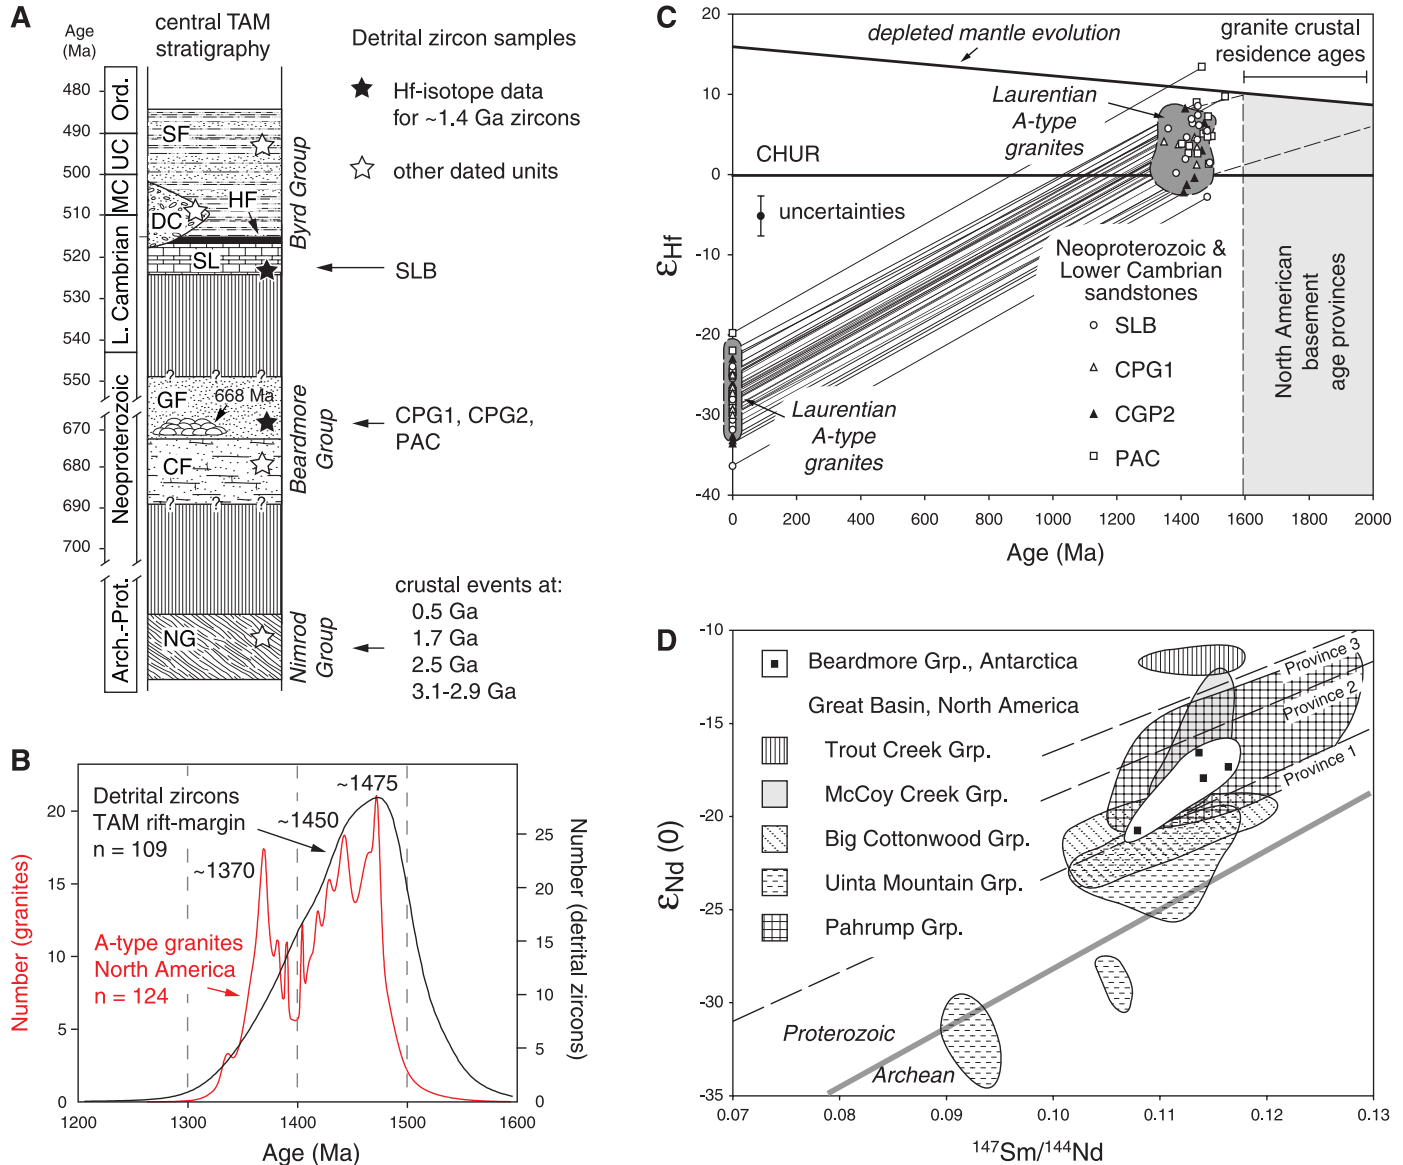 A
Age
(Ma)
central TAM
stratigraphy
Detrital zircon samples
Hf-isotope data
for ~1.4 Ga zircons
other dated units
480
490
500
510
520
530
540
550
670
680
690
700
Ord.
UC
MC
L. Cambrian
Neoproterozoic
Arch.-Prot.
SF
HF
DC
SL
? ? ?
GF
668 Ma
CF
? ? ?
NG
Byrd Group
Beardmore
Group
Nimrod
Group
SLB
CPG1, CPG2,
PAC
crustal events at:
0.5 Ga
1.7 Ga
2.5 Ga
3.1-2.9 Ga
B
Number (granites)
20
15
10
5
0
Detrital zircons
TAM rift-margin
n = 109
~1475
~1450
~1370
A-type granites
North America
n = 124
25
20
15
10
5
0
Number (detrital zircons)
1200
1300
1400
1500
1600
Age (Ma)
C
εHf
20
10
0
-10
-20
-30
-40
depleted mantle evolution
granite crustal
residence ages
Laurentian
A-type
granites
CHUR
uncertainties
Neoproterozoic &
Lower Cambrian
sandstones
SLB
CPG1
CGP2
PAC
Laurentian
A-type
granites
North American
basement
age provinces
0
200
400
600
800
1000
1200
1400
1600
1800
2000
Age (Ma)
D
εNd (0)
-10
-15
-20
-25
-30
-35
Beardmore Grp., Antarctica
Great Basin, North America
Trout Creek Grp.
McCoy Creek Grp.
Big Cottonwood Grp.
Uinta Mountain Grp.
Pahrump Grp.
Province 3
Province 2
Province 1
Proterozoic
Archean
0.07
0.08
0.09
0.10
0.11
0.12
0.13
147Sm/144Nd